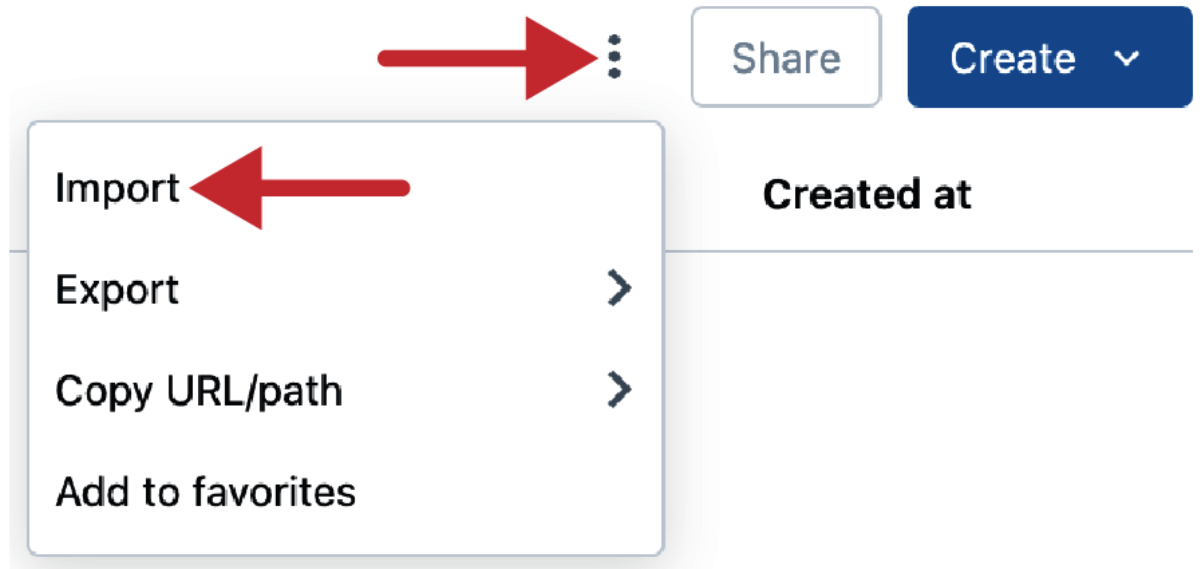 Share
Create
Import
Created at
Export
Copy URL/path
Add to favorites